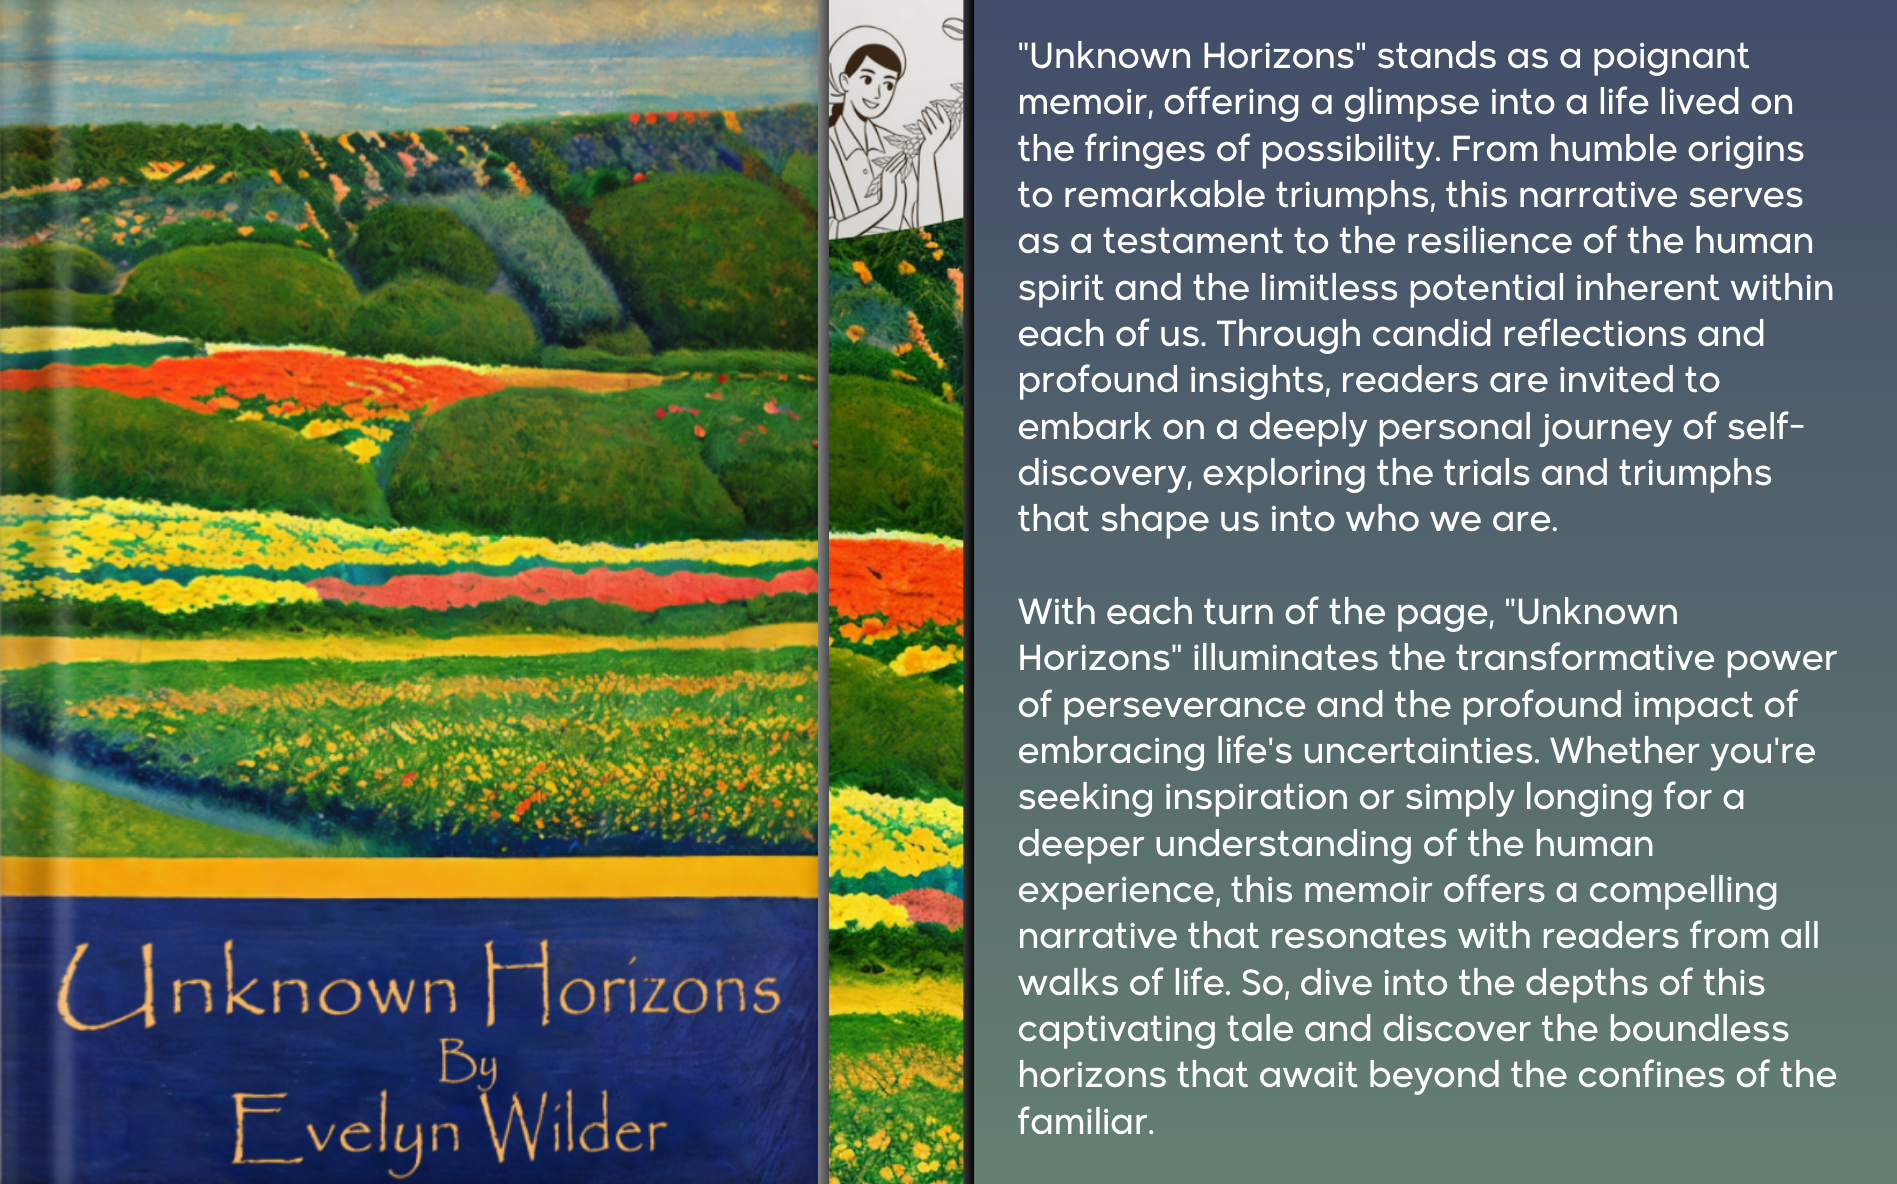 Unknown Horizons
By
Evelyn Wilder
"Unknown Horizons" stands as a poignant
memoir, offering a glimpse into a life lived on
the fringes of possibility. From humble origins
to remarkable triumphs, this narrative serves
as a testament to the resilience of the human
spirit and the limitless potential inherent within
each of us. Through candid reflections and
profound insights, readers are invited to
embark on a deeply personal journey of self-
discovery, exploring the trials and triumphs
that shape us into who we are.
With each turn of the page, "Unknown
Horizons" illuminates the transformative power
of perseverance and the profound impact of
embracing life's uncertainties. Whether you're
seeking inspiration or simply longing for a
deeper understanding of the human
experience, this memoir offers a compelling
narrative that resonates with readers from all
walks of life. So, dive into the depths of this
captivating tale and discover the boundless
horizons that await beyond the confines of the
familiar.